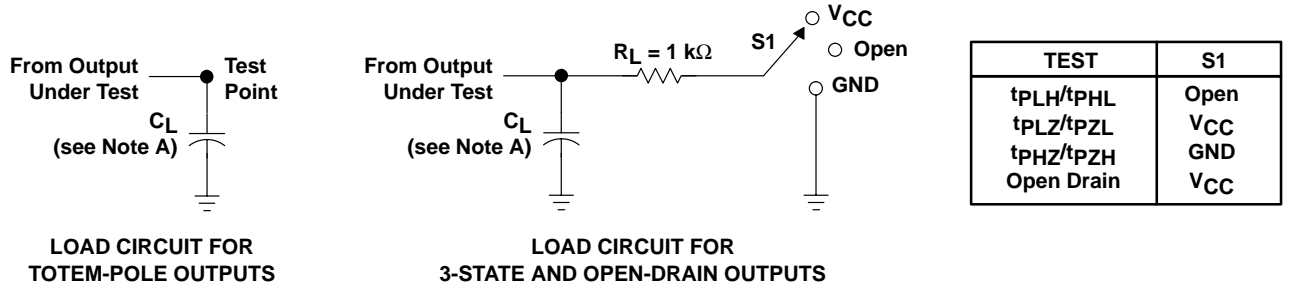 From Output
Under Test
Test
Point
CL
(see Note A)
LOAD CIRCUIT FOR
TOTEM-POLE OUTPUTS
From Output
Under Test
RL = 1 kΩ
S1
VCC
Open
GND
CL
(see Note A)
LOAD CIRCUIT FOR
3-STATE AND OPEN-DRAIN OUTPUTS
TEST S1
tPLH/tPHL Open
tPLZ/tPZL VCC
tPHZ/tPZH GND
Open Drain VCC